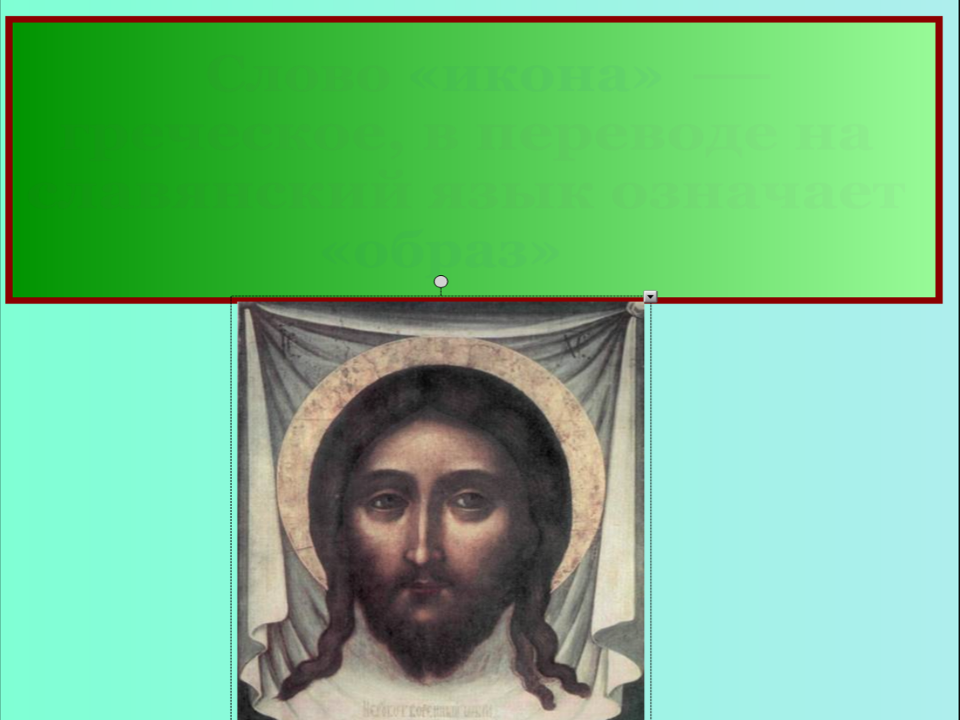 Слово «икона» —
греческое, в переводе на
славянский язык означает
«образ»